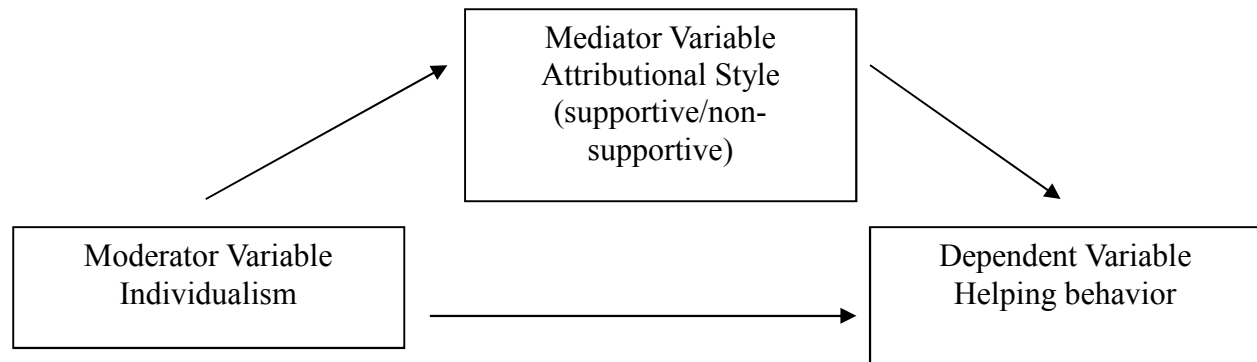 Mediator Variable
Attributional Style
(supportive/non-
supportive)
Moderator Variable
Individualism
Dependent Variable
Helping behavior